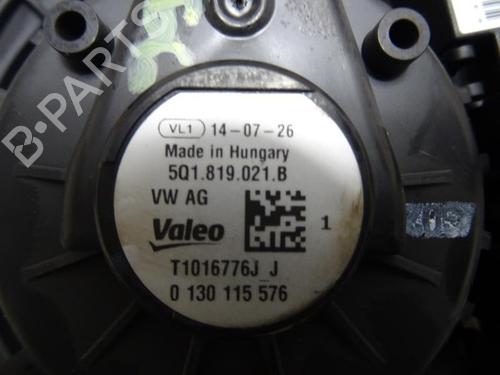 B-PARTS
VL1 14-07-26
Made in Hungary
5Q1.819.021.B
VW AG
Valeo
1
T1016776J_J
0 130 115 576